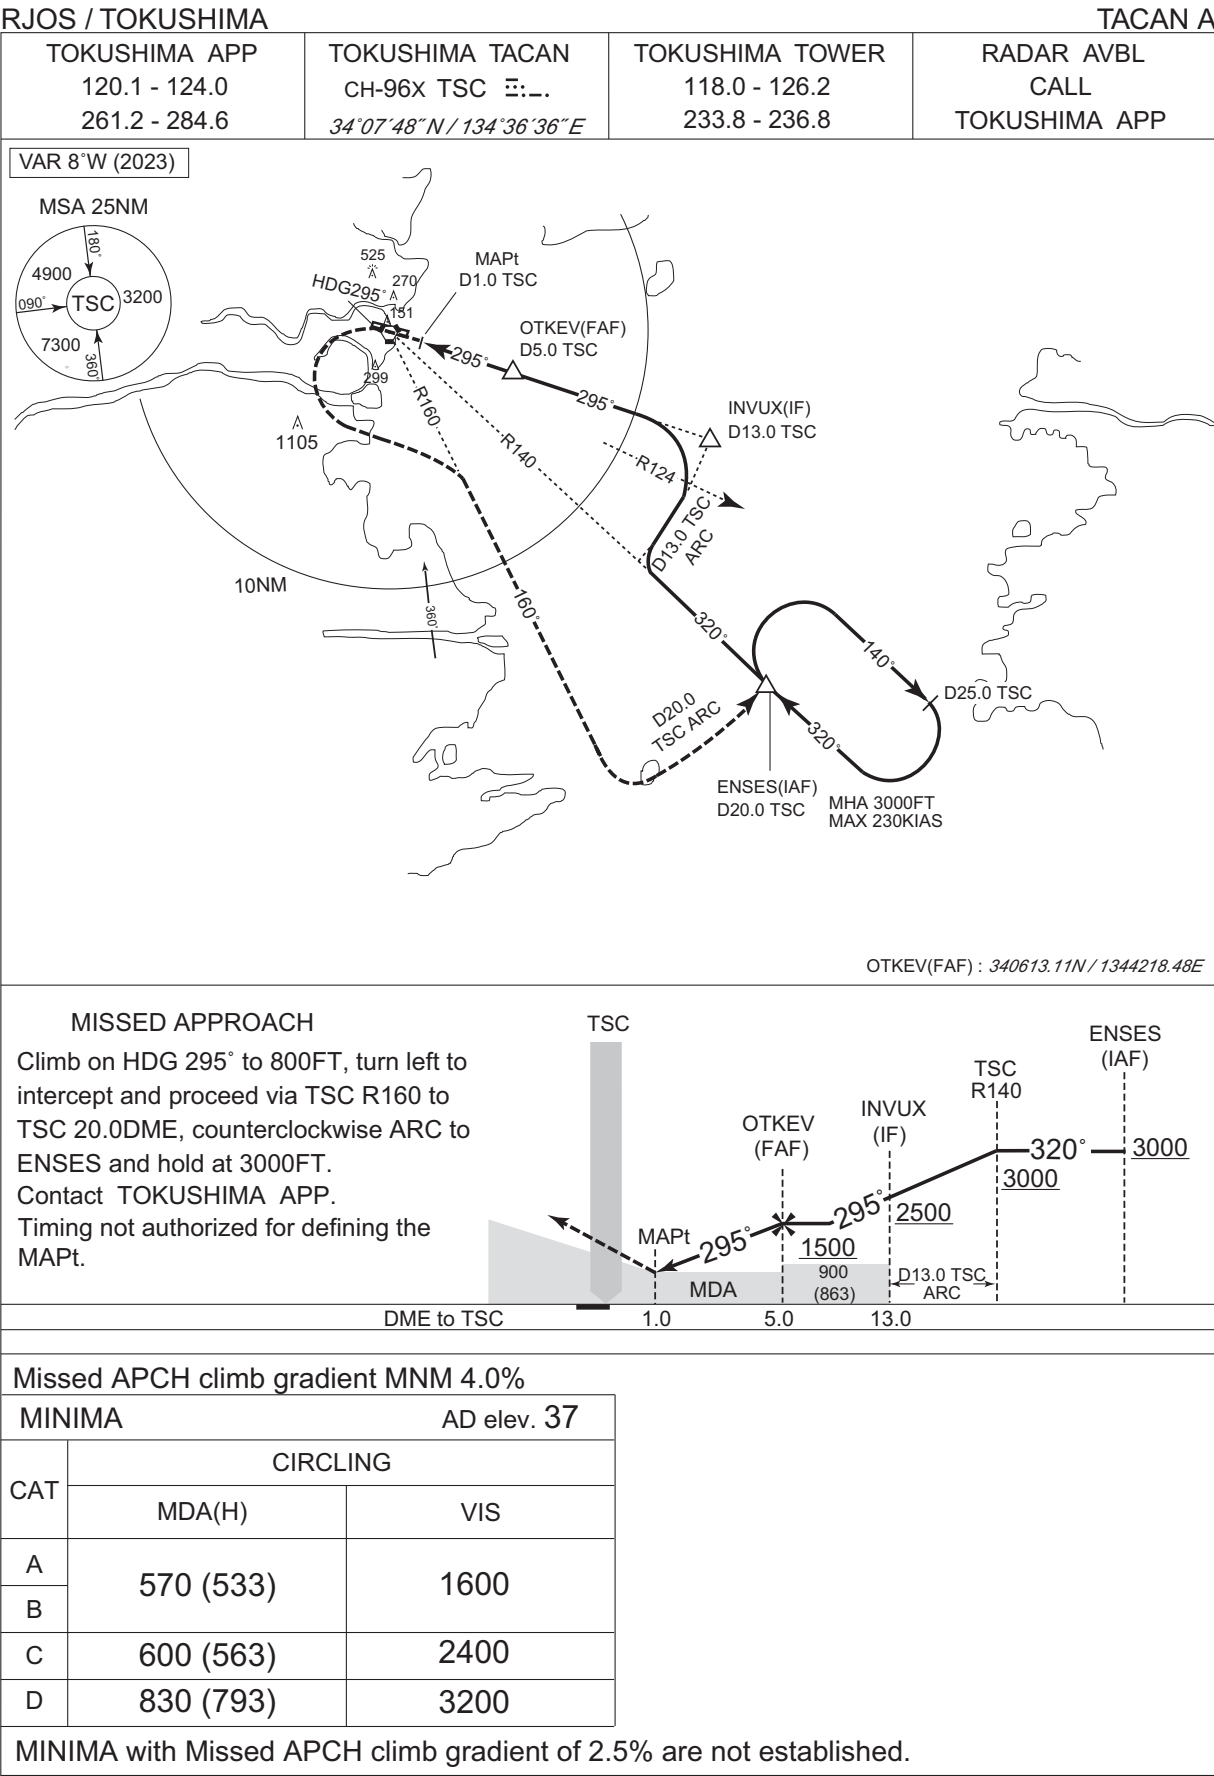 RJOS / TOKUSHIMA
TACAN A
TOKUSHIMA APP
120.1 - 124.0
261.2 - 284.6
TOKUSHIMA TACAN
CH-96X TSC
34˚07´48˝N / 134˚36´36˝E
TOKUSHIMA TOWER
118.0 - 126.2
233.8 - 236.8
RADAR AVBL
CALL
TOKUSHIMA APP
VAR 8˚W (2023)
MSA 25NM
180˚
4900
090˚
TSC
3200
7300
360˚
525
HDG295˚
270
151
299
1105
MAPt
D1.0 TSC
OTKEV(FAF)
D5.0 TSC
295˚
295˚
INVUX(IF)
D13.0 TSC
R160
R140
R124
D13.0 TSC
ARC
10NM
360˚
160˚
320˚
140˚
D25.0 TSC
D20.0
TSC ARC
320˚
ENSES(IAF)
D20.0 TSC
MHA 3000FT
MAX 230KIAS
OTKEV(FAF) : 340613.11N / 1344218.48E
MISSED APPROACH
Climb on HDG 295˚ to 800FT, turn left to
intercept and proceed via TSC R160 to
TSC 20.0DME, counterclockwise ARC to
ENSES and hold at 3000FT.
Contact TOKUSHIMA APP.
Timing not authorized for defining the
MAPt.
TSC
ENSES
(IAF)
TSC
R140
INVUX
(IF)
OTKEV
(FAF)
MAPt
320˚
3000
3000
295˚
2500
295˚
1500
900
(863)
MDA
D13.0 TSC
ARC
DME to TSC
1.0
5.0
13.0
Missed APCH climb gradient MNM 4.0%
MINIMA
AD elev. 37
CAT
CIRCLING
MDA(H)
VIS
A
B
570 (533)
1600
C
600 (563)
2400
D
830 (793)
3200
MINIMA with Missed APCH climb gradient of 2.5% are not established.